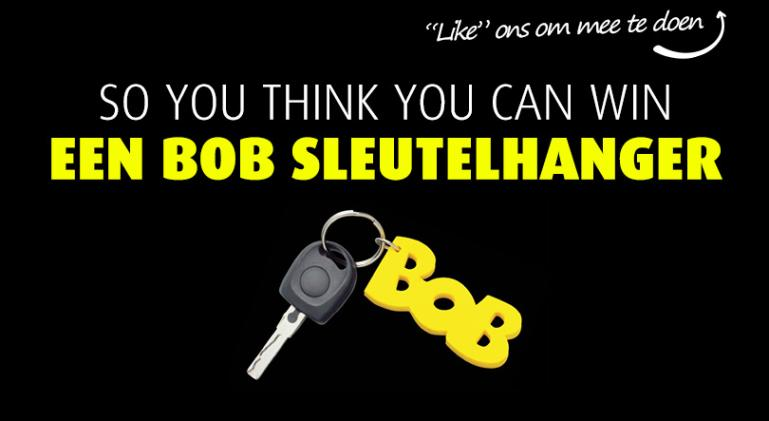 “Like” ons om mee te doen
SO YOU THINK YOU CAN WIN
EEN BOB SLEUTELHANGER
BOB